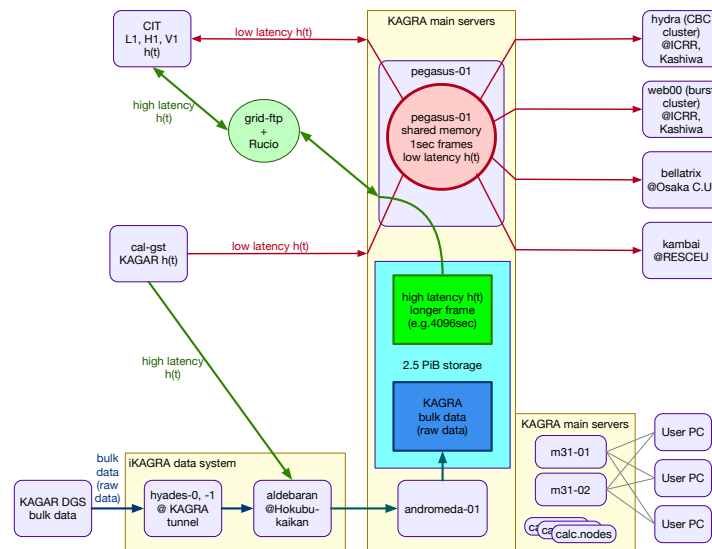 CIT
L1, H1, V1
h(t)
low latency h(t)
KAGRA main servers
hydra (CBC
cluster)
@ICRR,
Kashiwa
pegasus-01
high latency
h(t)
grid-ftp
+
Rucio
pegasus-01
shared memory
1sec frames
low latency h(t)
web00 (burst
cluster)
@ICRR,
Kashiwa
bellatrix
@Osaka C.U
cal-gst
KAGAR h(t)
low latency h(t)
kambai
@RESCEU
high latency h(t)
longer frame
(e.g.4096sec)
high latency
h(t)
2.5 PiB storage
KAGRA
bulk data
(raw data)
KAGRA main servers
m31-01
m31-02
calc.nodes
User PC
User PC
User PC
bulk
data
(raw
data)
iKAGRA data system
KAGAR DGS
bulk data
hyades-0, -1
@ KAGRA
tunnel
aldebaran
@Hokubu-
kaikan
andromeda-01